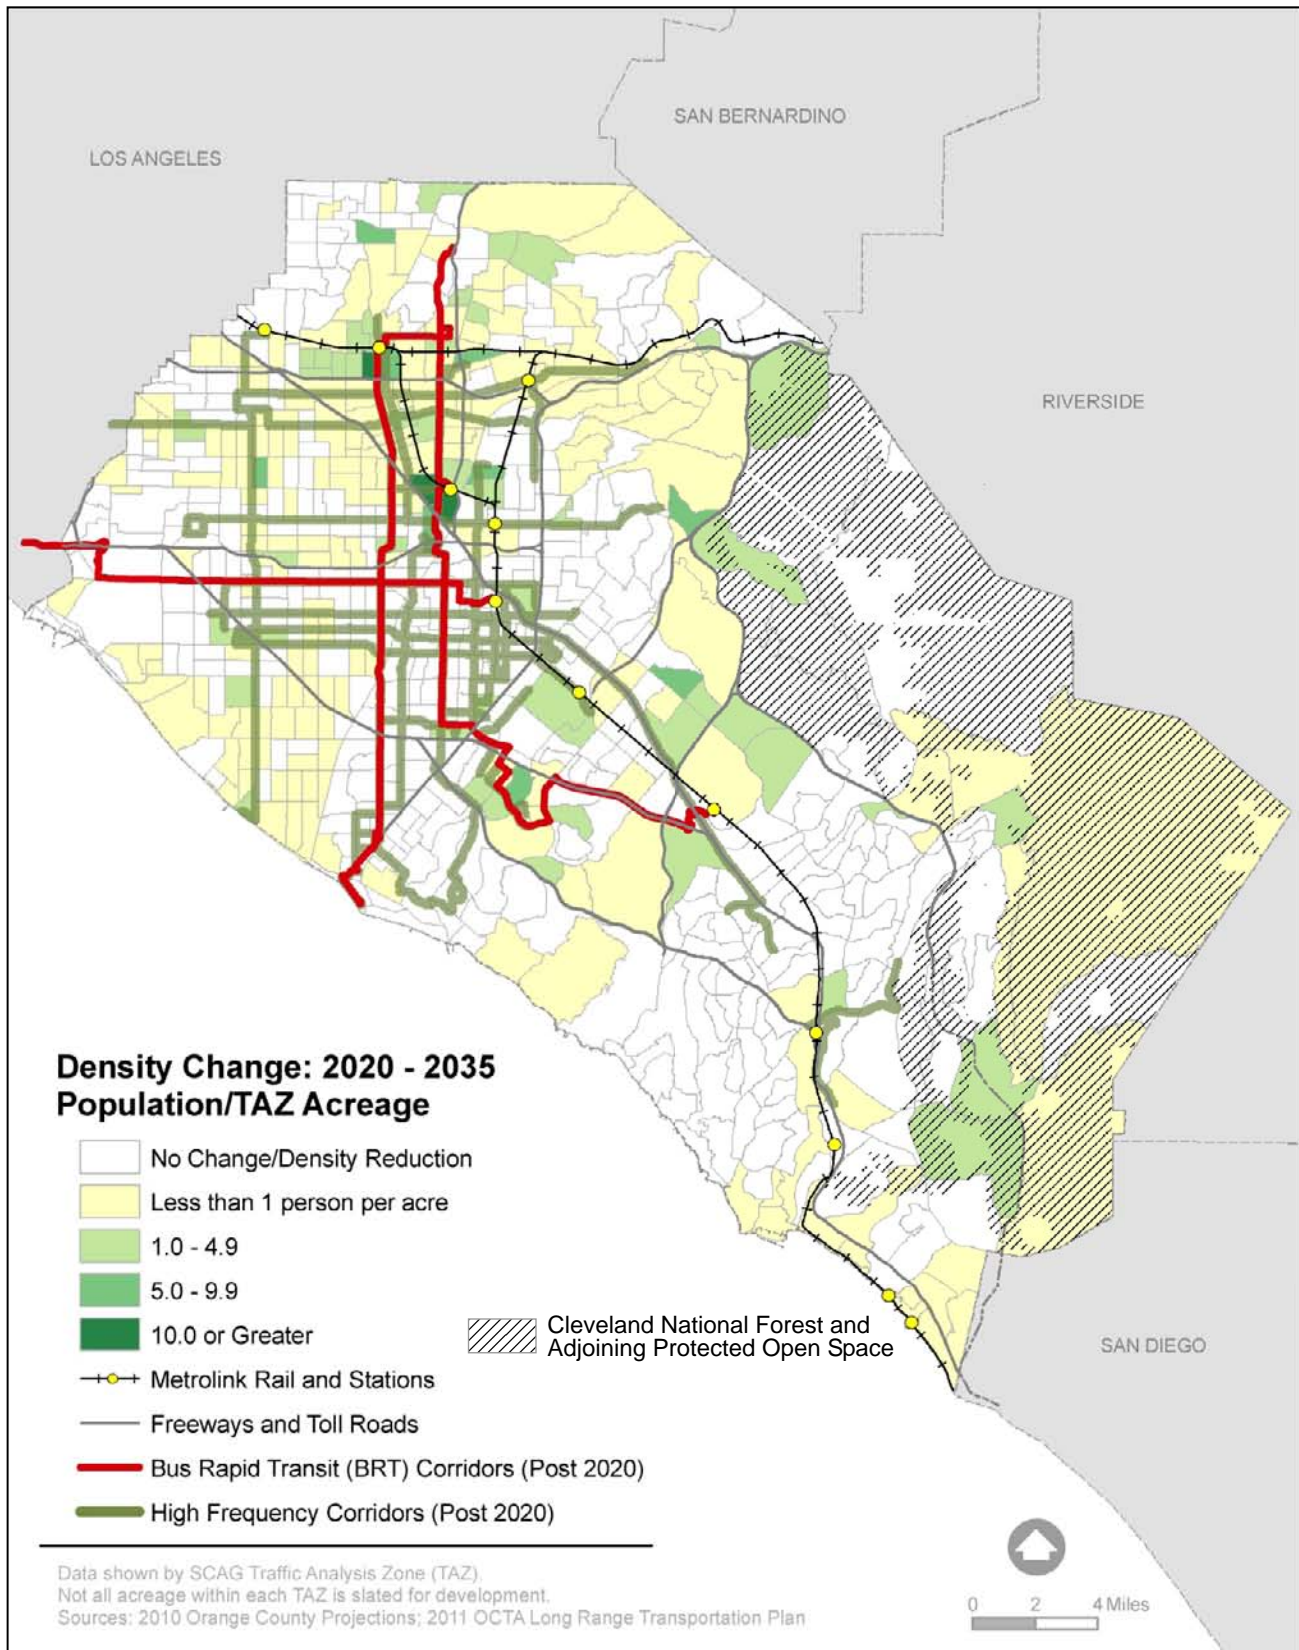 SAN BERNARDINO
LOS ANGELES
RIVERSIDE
Density Change: 2020 - 2035
Population/TAZ Acreage
No Change/Density Reduction
Less than 1 person per acre
1.0 - 4.9
5.0 - 9.9
10.0 or Greater
Cleveland National Forest and
Adjoining Protected Open Space
SAN DIEGO
Metrolink Rail and Stations
Freeways and Toll Roads
Bus Rapid Transit (BRT) Corridors (Post 2020)
High Frequency Corridors (Post 2020)
Data shown by SCAG Traffic Analysis Zone (TAZ).
Not all acreage within each TAZ is slated for development.
Sources: 2010 Orange County Projections; 2011 OCTA Long Range Transportation Plan
0 2 4 Miles